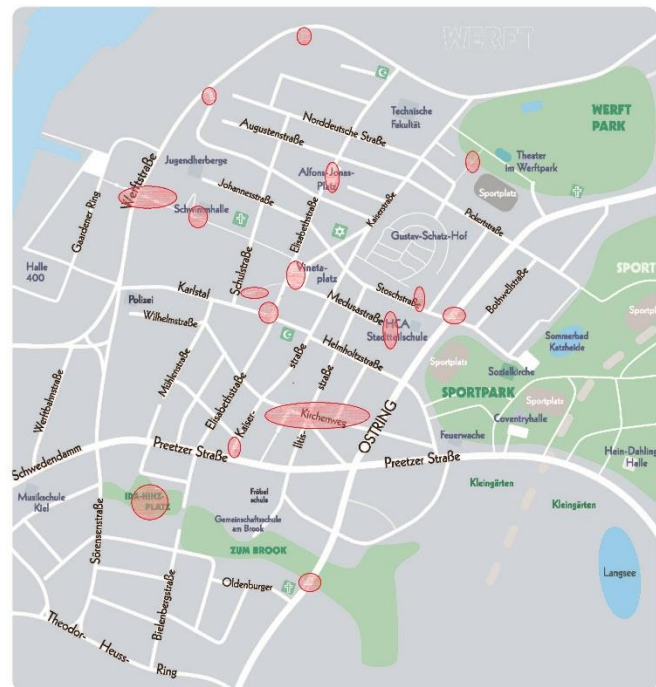 WERFT
WERFT
PARK
Technische
Fakultät
Norddeutsche Straße
Augustenstraße
Jugendherberge
Alfons-Jonas-
Platz
Theater
im Werftpark
Werftstraße
Johannesstraße
Kaiserstraße
Sportplatz
Gaardener Ring
Schwimmhalle
Elisabethstraße
Pickertstraße
Gustav-Schatz-Hof
Halle
400
Schulstraße
Vineta-
platz
SPORT
Karlstal
Stoschstraße
Bothwellstraße
Polizei
Medusastraße
Wilhelmstraße
HCA
Stadtteilschule
Sportpl
Sommerbad
Katzheide
Helmholtzstraße
Werftbahnstraße
Mühlnstraße
Elisabethstraße
straße
straße
Sportplatz
Sozialkirche
SPORTPARK
Sportplatz
Kaiser-
Iltis-
Kirchenweg
OSTRING
Coventryhalle
Feuerwache
Schwedendamm
Preetzer Straße
Preetzer Straße
Hein-Dahling
Halle
Musikschule
Kiel
Sörensenstraße
IDA-HINZ-
PLATZ
Fröbel
schule
Gemeinschaftsschule
am Brook
Kleingärten
Kleingärten
ZUM BROOK
Bielenbergstraße
Oldenburger
Langsee
Theodor-
Heuss-
Ring